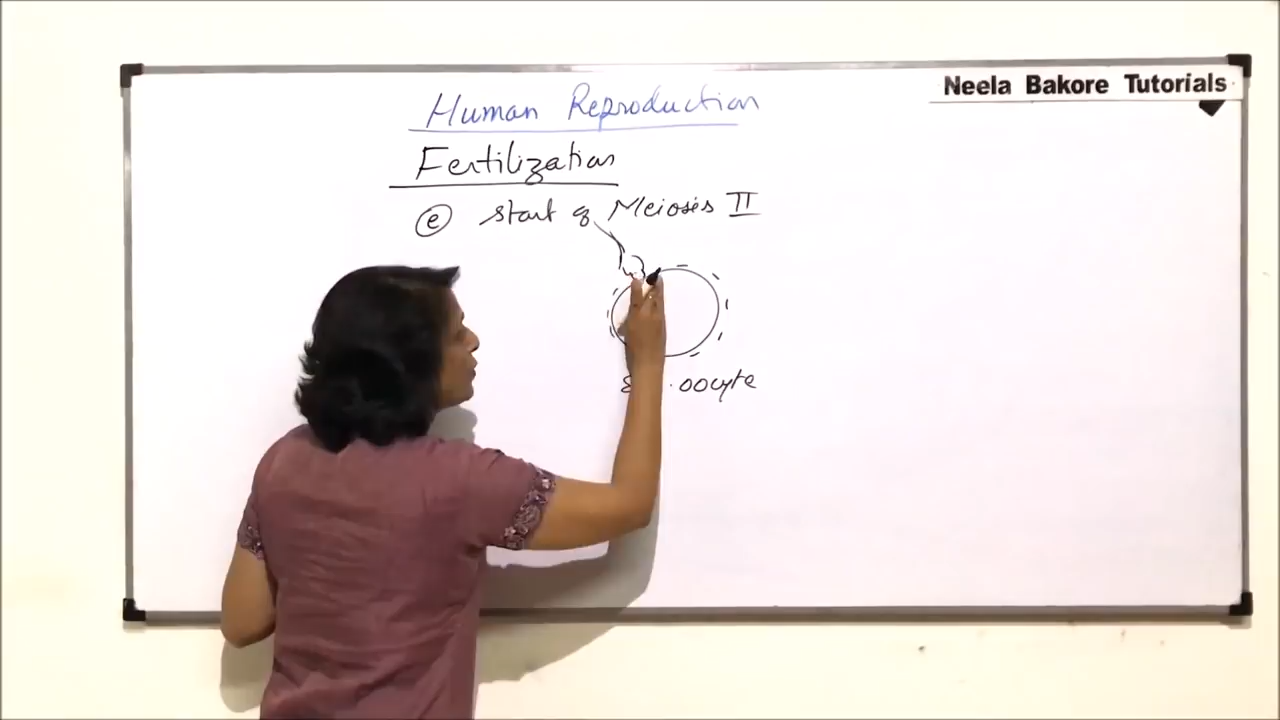 Neela Bakore Tutorials
Human Reproduction
Fertilization
(e) Start of Meiosis II
oocyte